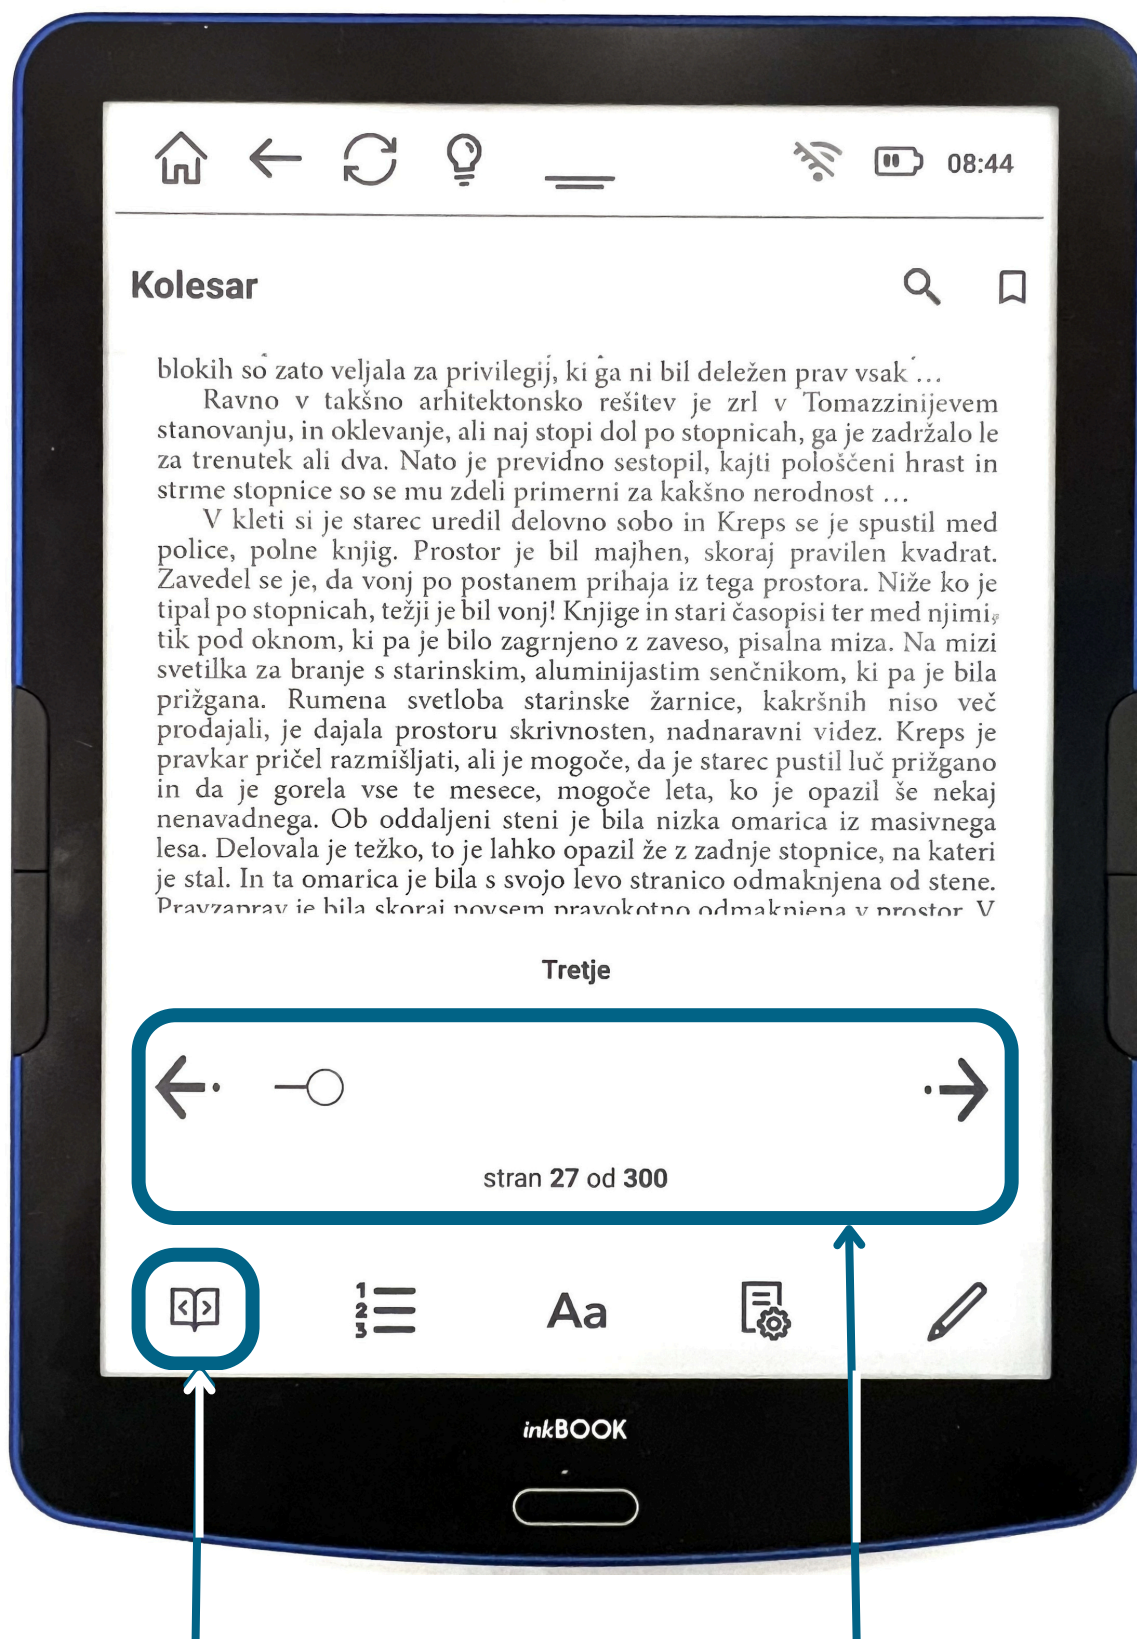 08:44
Kolesar
blokih so zato veljala za privilegij, ki ga ni bil deležen prav vsak ...
Ravno v takšno arhitektonsko rešitev je zrl v Tomazzinijevem
stanovanju, in oklevanje, ali naj stopi dol po stopnicah, ga je zadržalo le
za trenutek ali dva. Nato je previdno sestopil, kajti pološčeni hrast in
strme stopnice so se mu zdeli primerni za kakšno nerodnost ...
V kleti si je starec uredil delovno sobo in Kreps se je spustil med
police, polne knjig. Prostor je bil majhen, skoraj pravilen kvadrat.
Zavedel se je, da vonj po postanem prihaja iz tega prostora. Niže ko je
tipal po stopnicah, težji je bil vonj! Knjige in stari časopisi ter med njimi,
tik pod oknom, ki pa je bilo zagrnjeno z zaveso, pisalna miza. Na mizi
svetilka za branje s starinskim, aluminijastim senčnikom, ki pa je bila
prižgana. Rumena svetloba starinske žarnice, kakršnih niso več
prodajali, je dajala prostoru skrivnosten, nadnaravni videz. Kreps je
pravkar pričel razmišljati, ali je mogoče, da je starec pustil luč prižgano
in da je gorela vse te mesece, mogoče leta, ko je opazil še nekaj
nenavadnega. Ob oddaljeni steni je bila nizka omarica iz masivnega
lesa. Delovala je težko, to je lahko opazil že z zadnje stopnice, na kateri
je stal. In ta omarica je bila s svojo levo stranico odmaknjena od stene.
Pravzaprav je bila skoraj povsem pravokotno odmaknjena v prostor. V
Tretje
stran 27 od 300
1
2
3
Aa
inkBOOK